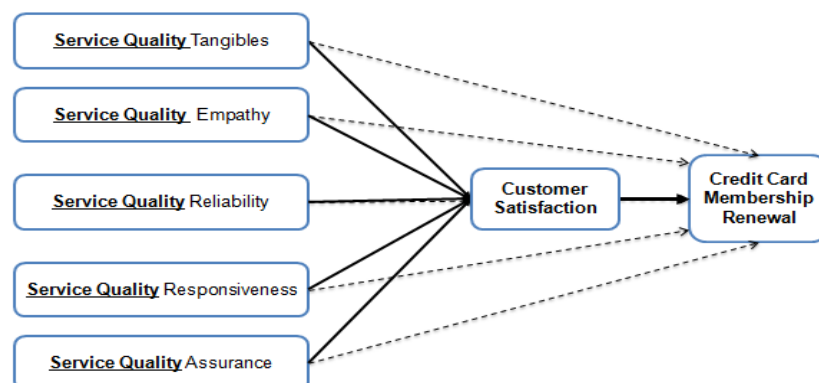 Service Quality Tangibles
Service Quality Empathy
Service Quality Reliability
Service Quality Responsiveness
Service Quality Assurance
Customer
Satisfaction
Credit Card
Membership
Renewal